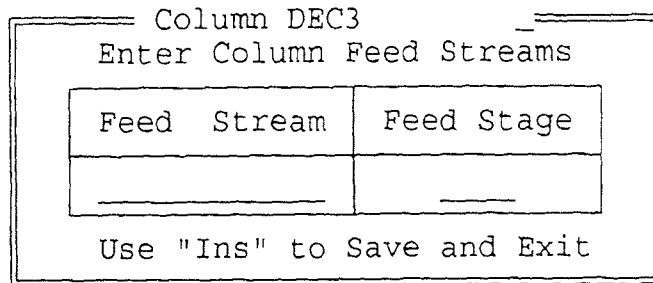 Column DEC3
Enter Column Feed Streams
Feed Stream Feed Stage
Use "Ins" to Save and Exit